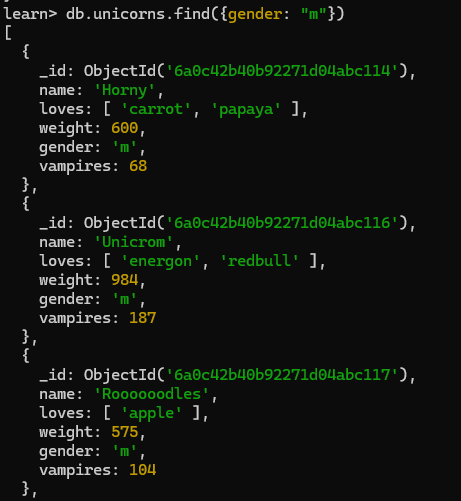 learn> db.unicorns.find({gender: "m"})
[
  {
    _id: ObjectId('6a0c42b40b92271d04abc114'),
    name: 'Horny',
    loves: [ 'carrot', 'papaya' ],
    weight: 600,
    gender: 'm',
    vampires: 68
  },
  {
    _id: ObjectId('6a0c42b40b92271d04abc116'),
    name: 'Unicrom',
    loves: [ 'energon', 'redbull' ],
    weight: 984,
    gender: 'm',
    vampires: 187
  },
  {
    _id: ObjectId('6a0c42b40b92271d04abc117'),
    name: 'Roooooodles',
    loves: [ 'apple' ],
    weight: 575,
    gender: 'm',
    vampires: 104
  },